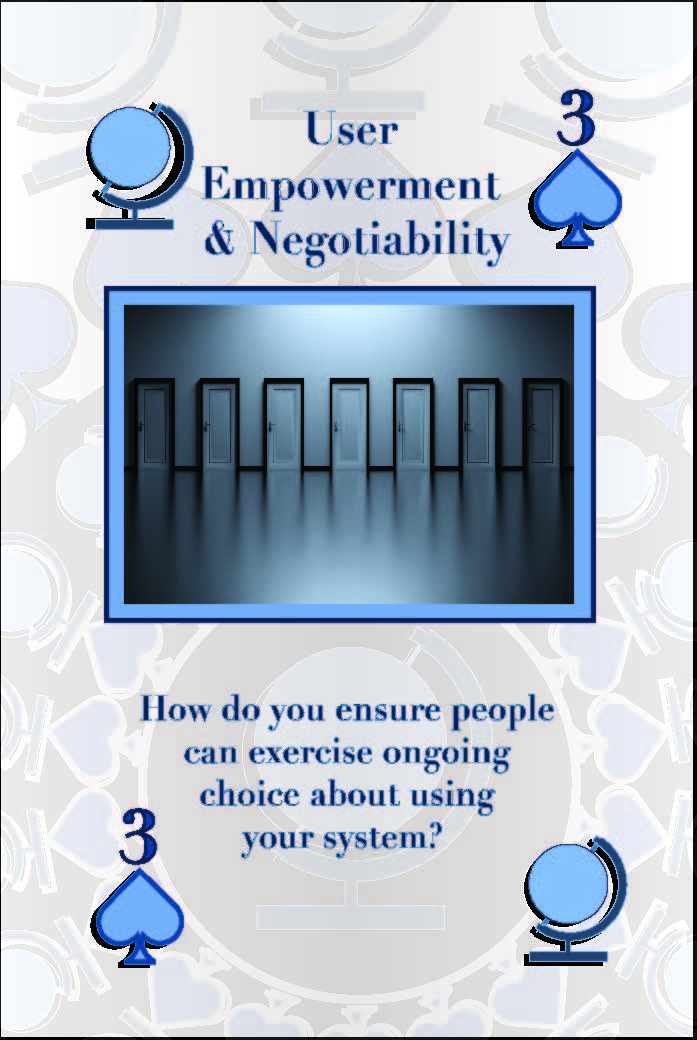 3
User
Empowerment
& Negotiability
How do you ensure people
can exercise ongoing
choice about using
your system?
3